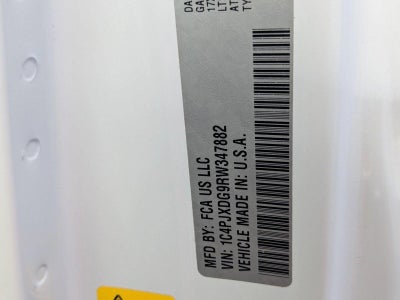 MFD BY: FCA US LLC
VIN: 1C4PJXDG9RW347882
VEHICLE MADE IN: U.S.A.